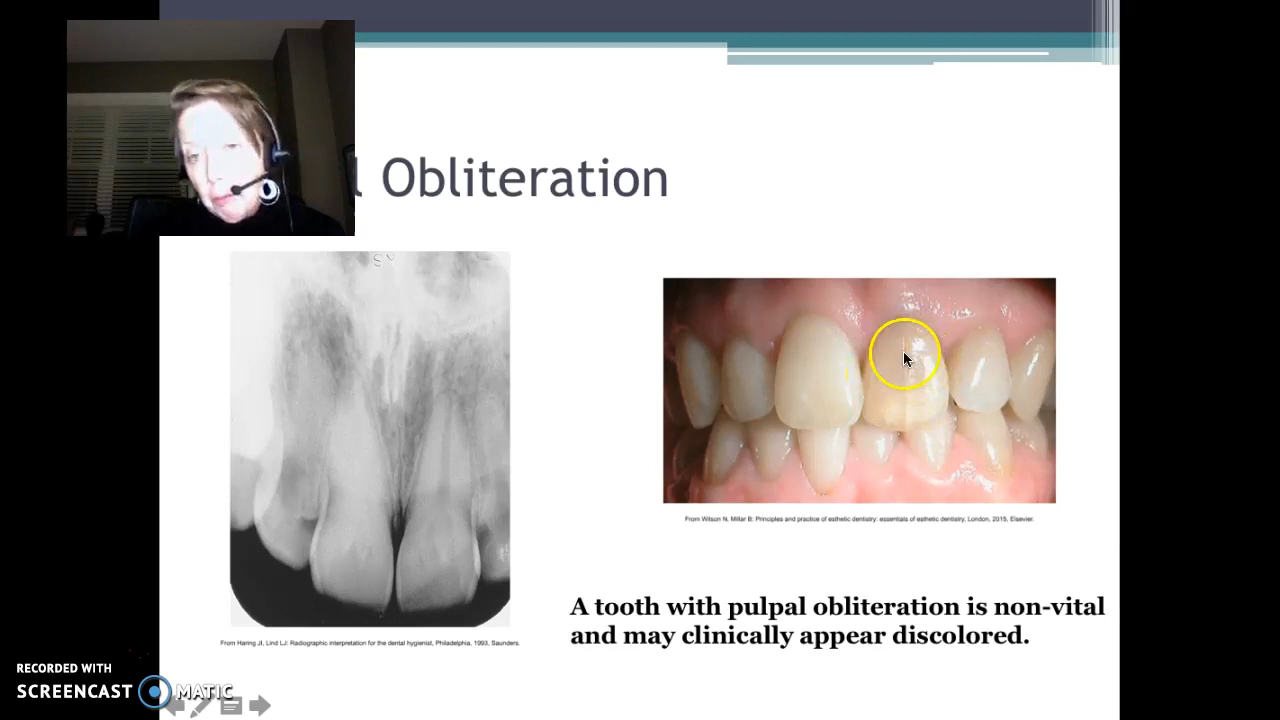 l Obliteration
From Haring JI, Lind LJ: Radiographic interpretation for the dental hygienist, Philadelphia, 1993, Saunders.
From Wilson N, Millar B: Principles and practice of esthetic dentistry: essentials of esthetic dentistry, London, 2015, Elsevier.
A tooth with pulpal obliteration is non-vital
and may clinically appear discolored.
RECORDED WITH
SCREENCAST MATIC